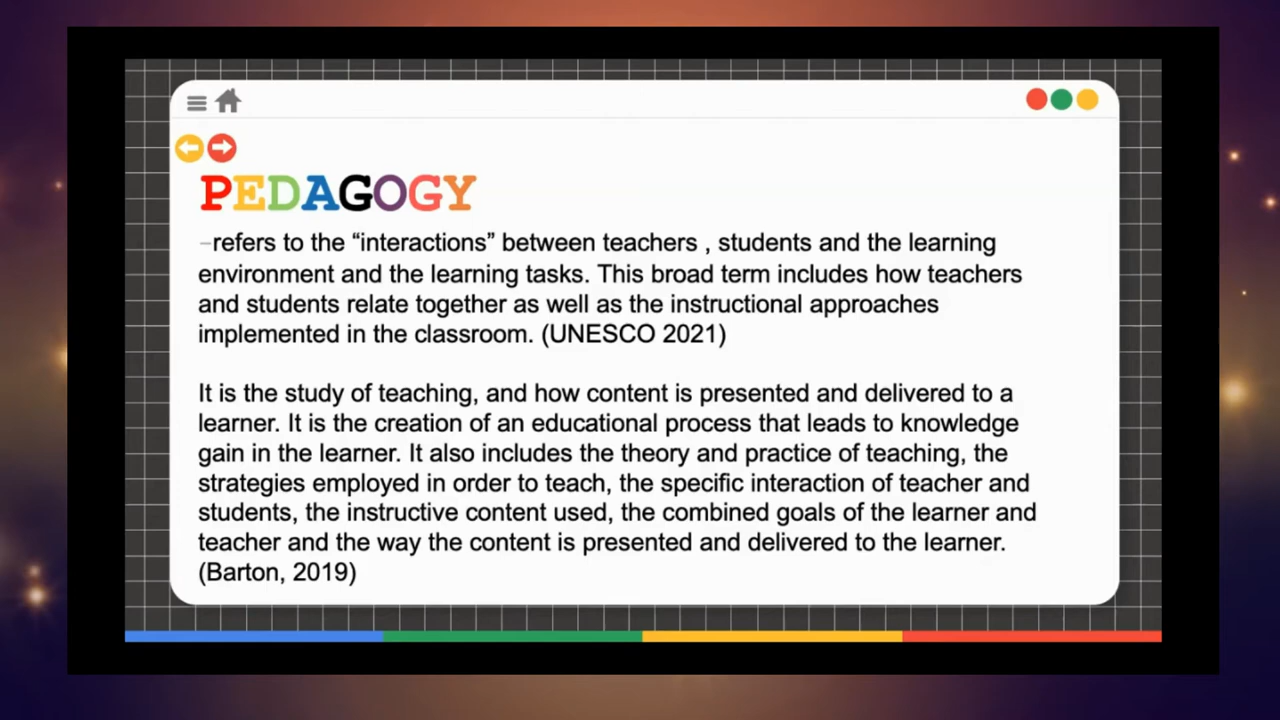 PEDAGOGY
–refers to the “interactions” between teachers , students and the learning
environment and the learning tasks. This broad term includes how teachers
and students relate together as well as the instructional approaches
implemented in the classroom. (UNESCO 2021)
It is the study of teaching, and how content is presented and delivered to a
learner. It is the creation of an educational process that leads to knowledge
gain in the learner. It also includes the theory and practice of teaching, the
strategies employed in order to teach, the specific interaction of teacher and
students, the instructive content used, the combined goals of the learner and
teacher and the way the content is presented and delivered to the learner.
(Barton, 2019)